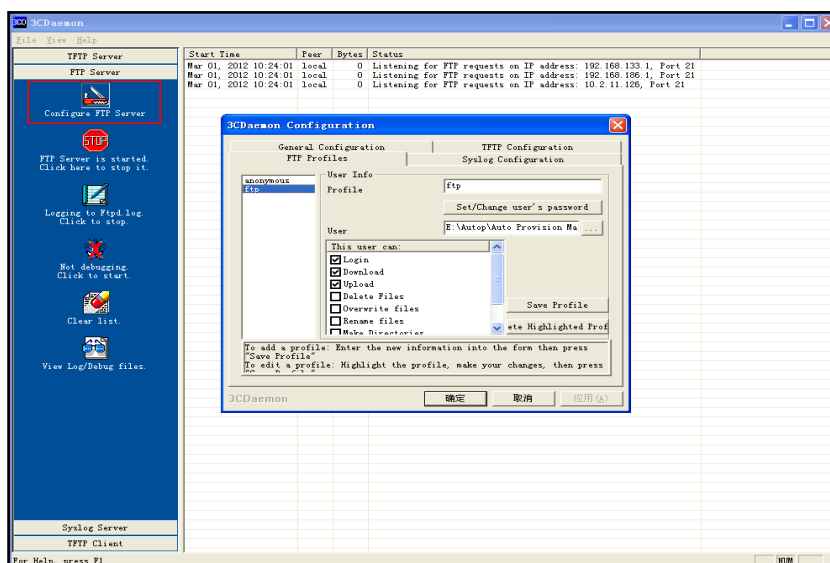 3CDaemon
File View Help
TFTP Server
FTP Server
Configure FTP Server
STOP
FTP Server is started.
Click here to stop it.
Logging to Ftpd.log.
Click to stop.
Not debugging.
Click to start.
Clear list.
View Log/Debug files.
Syslog Server
TFTP Client
Start Time Peer Bytes Status
Mar 01, 2012 10:24:01 local 0 Listening for FTP requests on IP address: 192.168.133.1, Port 21
Mar 01, 2012 10:24:01 local 0 Listening for FTP requests on IP address: 192.168.186.1, Port 21
Mar 01, 2012 10:24:01 local 0 Listening for FTP requests on IP address: 10.2.11.126, Port 21
3CDaemon Configuration
General Configuration TFTP Configuration
FTP Profiles Syslog Configuration
anonymous
ftp
User Info
Profile ftp
Set/Change user's password
User E:\Autop\Auto Provision Ma ...
This user can:
Login
Download
Upload
Delete Files
Overwrite files
Rename files
Make Directories
Save Profile
ete Highlighted Prof
To add a profile: Enter the new information into the form then press
"Save Profile"
To edit a profile: Highlight the profile, make your changes, then press
3CDaemon
确定 取消 应用(A)
For Help, press F1
NUM